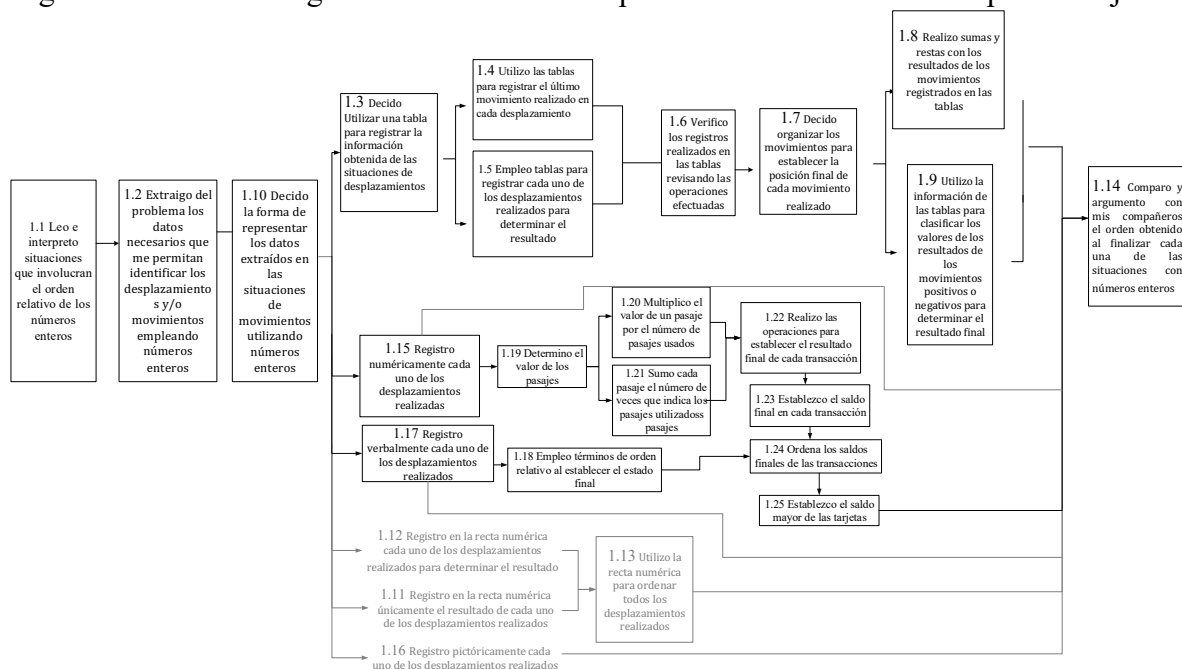 1.1 Leo e
interpreto
situaciones
que involucran
el orden
relativo de los
números
enteros
1.2 Extraigo del
problema los
datos
necesarios que
me permitan
identificar los
desplazamiento
s y/o
movimientos
empleando
números
enteros
1.10 Decido
la forma de
representar
los datos
extraídos en
las
situaciones
de
movimientos
utilizando
números
enteros
1.3 Decido
Utilizar una tabla
para registrar la
información
obtenida de las
situaciones de
desplazamientos
1.4 Utilizo las tablas
para registrar el último
movimiento realizado en
cada desplazamiento
1.5 Empleo tablas para
registrar cada uno de
los desplazamientos
realizados para
determinar el
resultado
1.6 Verifico
los registros
realizados en
las tablas
revisando las
operaciones
efectuadas
1.7 Decido
organizar los
movimientos para
establecer la
posición final de
cada movimiento
realizado
1.8 Realizo sumas y
restas con los
resultados de los
movimientos
registrados en las
tablas
1.9 Utilizo la
información de
las tablas para
clasificar los
valores de los
resultados de
los
movimientos
positivos o
negativos para
determinar el
resultado final
1.14 Comparo y
argumento con
mis compañeros
el orden obtenido
al finalizar cada
una de las
situaciones con
números enteros
1.15 Registro
numéricamente cada
uno de los
desplazamientos
realizadas
1.19 Determino el
valor de los
pasajes
1.20 Multiplico el
valor de un pasaje
por el número de
pasajes usados
1.21 Sumo cada
pasaje el número de
veces que indica los
pasajes utilizadoss
pasajes
1.22 Realizo las
operaciones para
establecer el resultado
final de cada transacción
1.23 Establezco el saldo
final en cada transacción
1.17 Registro
verbalmente cada uno
de los desplazamientos
realizados
1.18 Empleo términos de orden
relativo al establecer el estado
final
1.24 Ordena los saldos
finales de las transacciones
1.25 Establezco el saldo
mayor de las tarjetas
1.12 Registro en la recta numérica
cada uno de los desplazamientos
realizados para determinar el resultado
1.11 Registro en la recta numérica
únicamente el resultado de cada uno
de los desplazamientos realizados
1.13 Utilizo la
recta numérica
para ordenar
todos los
desplazamientos
realizados
1.16 Registro pictóricamente cada
uno de los desplazamientos realizados